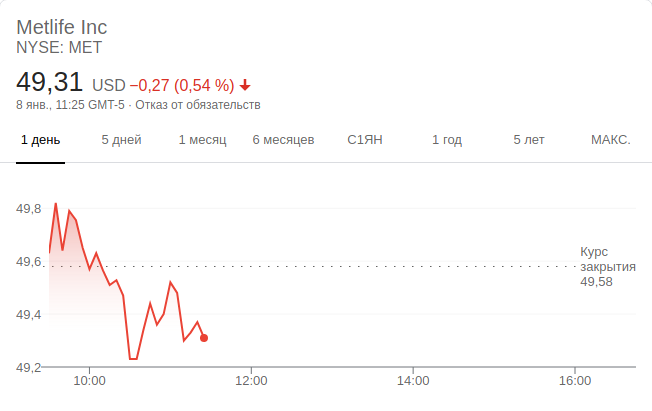 Metlife Inc
NYSE: MET
49,31 USD −0,27 (0,54 %)
8 янв., 11:25 GMT-5 · Отказ от обязательств
1 день 5 дней 1 месяц 6 месяцев С1ЯН 1 год 5 лет МАКС.
49,8
49,6
49,4
49,2
Курс
закрытия
49,58
10:00 12:00 14:00 16:00